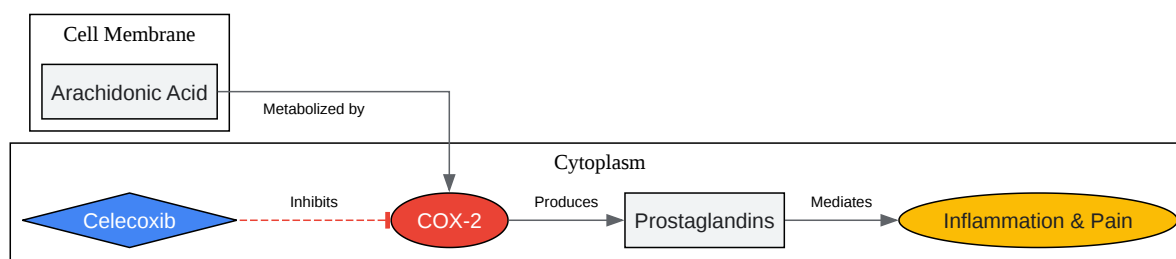 Cell Membrane
Arachidonic Acid
Metabolized by
Cytoplasm
Celecoxib
Inhibits
COX-2
Produces
Prostaglandins
Mediates
Inflammation & Pain